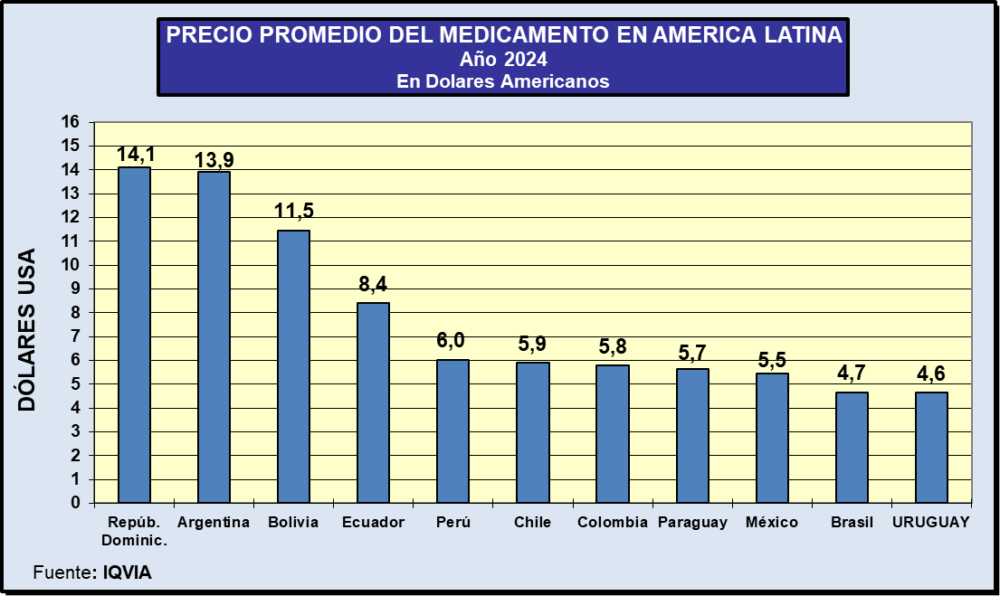 PRECIO PROMEDIO DEL MEDICAMENTO EN AMERICA LATINA
Año 2024
En Dolares Americanos
DÓLARES USA
16
15
14
13
12
11
10
9
8
7
6
5
4
3
2
1
0
14,1
13,9
11,5
8,4
6,0
5,9
5,8
5,7
5,5
4,7
4,6
Repúb. Dominic.
Argentina
Bolivia
Ecuador
Perú
Chile
Colombia
Paraguay
México
Brasil
URUGUAY
Fuente: IQVIA